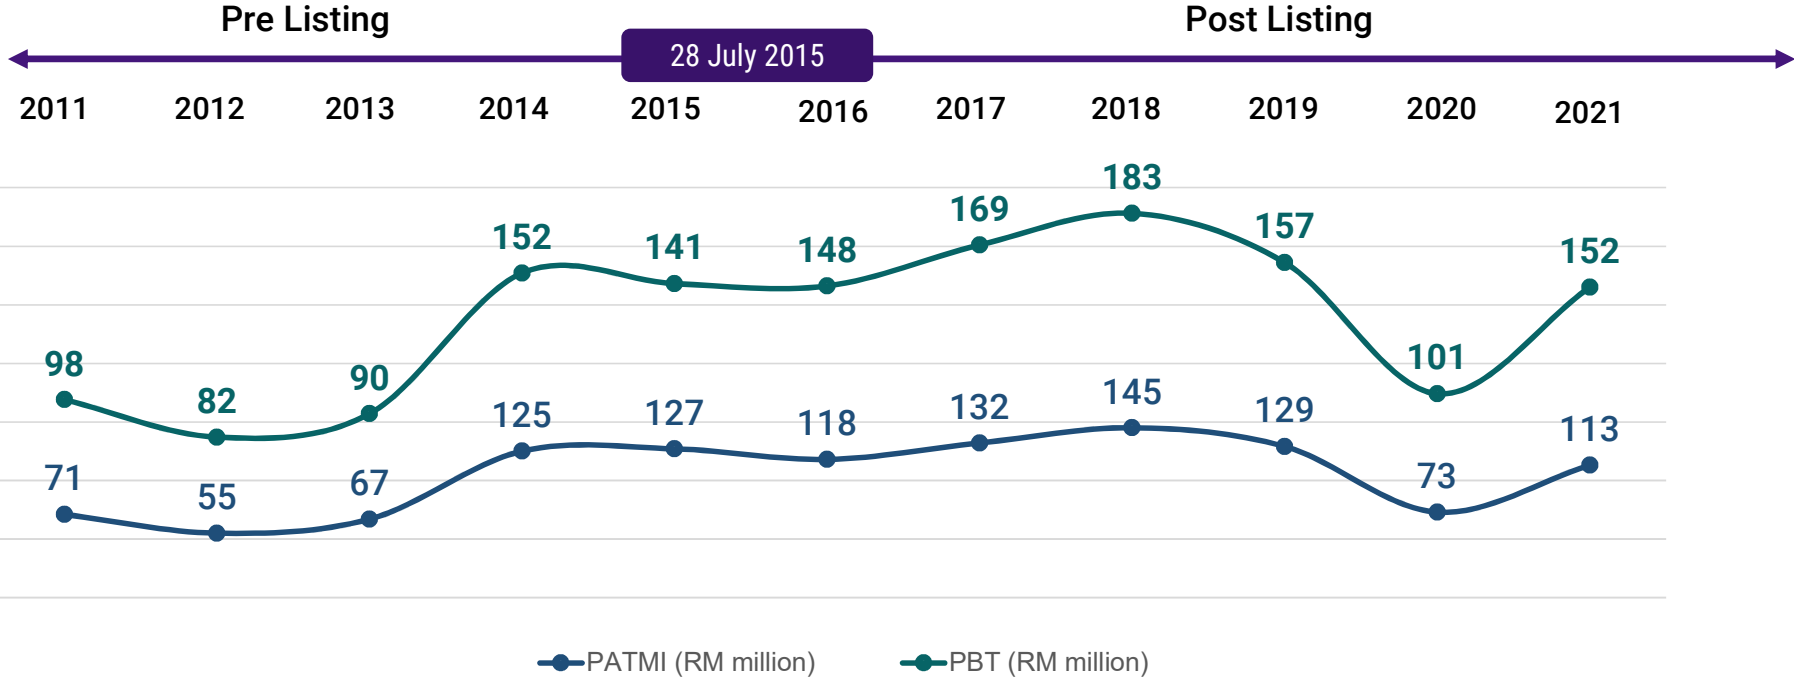 Pre Listing
Post Listing
28 July 2015
2011 2012 2013 2014 2015 2016 2017 2018 2019 2020 2021
98 82 90 152 141 148 169 183 157 101 152
71 55 67 125 127 118 132 145 129 73 113
PATMI (RM million) PBT (RM million)